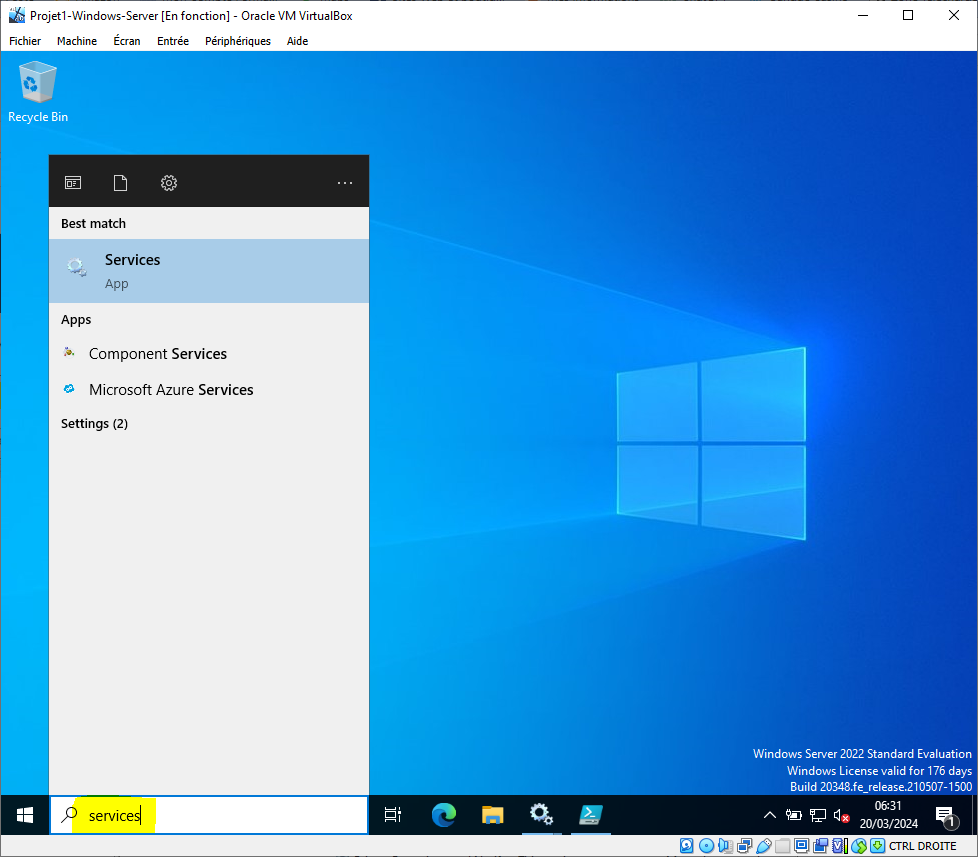 Projet1-Windows-Server [En fonction] - Oracle VM VirtualBox
Fichier Machine Écran Entrée Périphériques Aide
Recycle Bin
Best match
Services
App
Apps
Component Services
Microsoft Azure Services
Settings (2)
Windows Server 2022 Standard Evaluation
Windows License valid for 176 days
Build 20348.fe_release.210507-1500
services
06:31
20/03/2024
1
CTRL DROITE